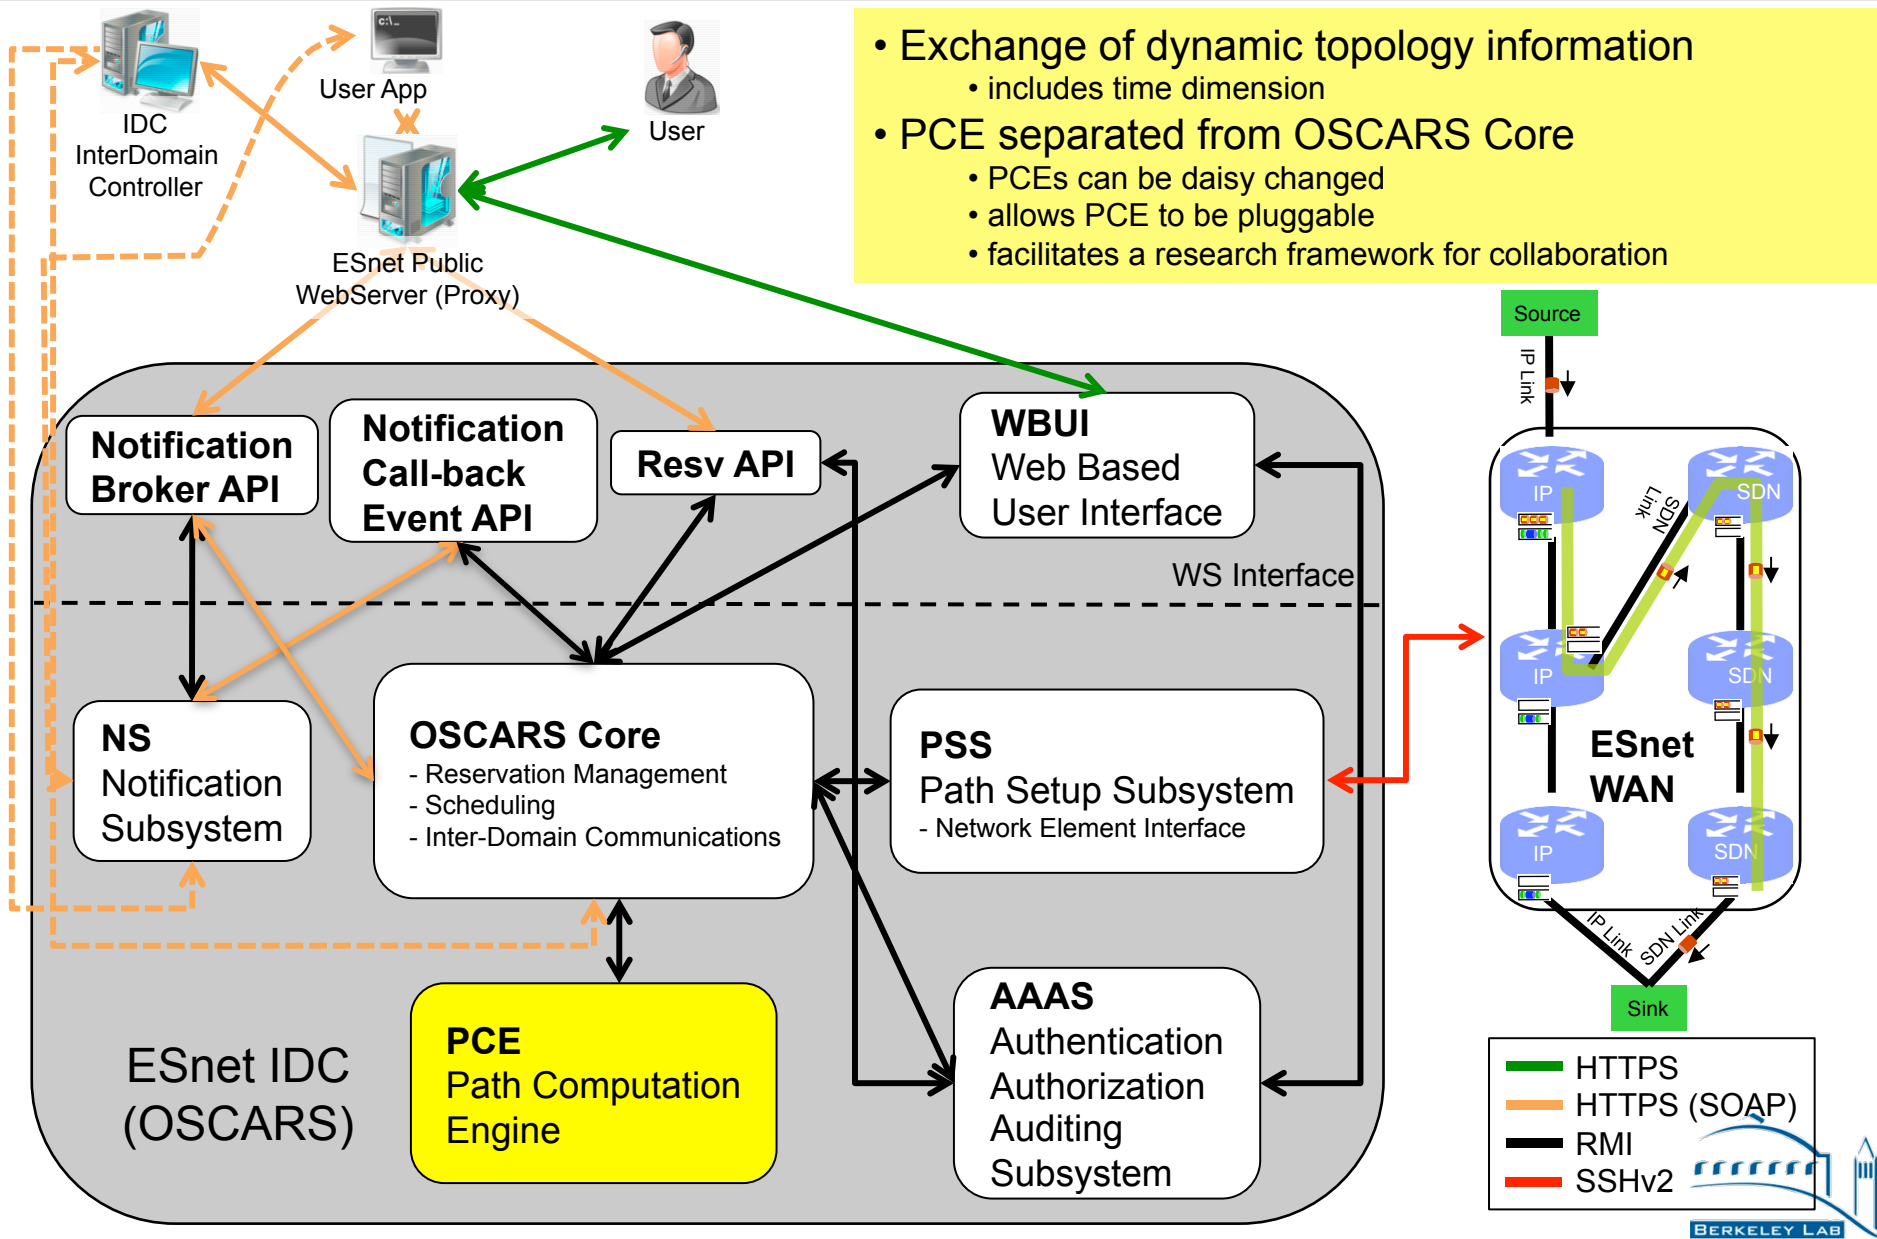 c:\_
User App
IDC
InterDomain
Controller
User
ESnet Public
WebServer (Proxy)
• Exchange of dynamic topology information
• includes time dimension
• PCE separated from OSCARS Core
• PCEs can be daisy changed
• allows PCE to be pluggable
• facilitates a research framework for collaboration
Notification
Broker API
Notification
Call-back
Event API
Resv API
WBUI
Web Based
User Interface
WS Interface
NS
Notification
Subsystem
OSCARS Core
- Reservation Management
- Scheduling
- Inter-Domain Communications
PSS
Path Setup Subsystem
- Network Element Interface
PCE
Path Computation
Engine
AAAS
Authentication
Authorization
Auditing
Subsystem
ESnet IDC
(OSCARS)
Source
IP Link
IP
SDN
SDN
Link
IP
SDN
ESnet
WAN
IP
SDN
IP Link
SDN Link
Sink
HTTPS
HTTPS (SOAP)
RMI
SSHv2
BERKELEY LAB